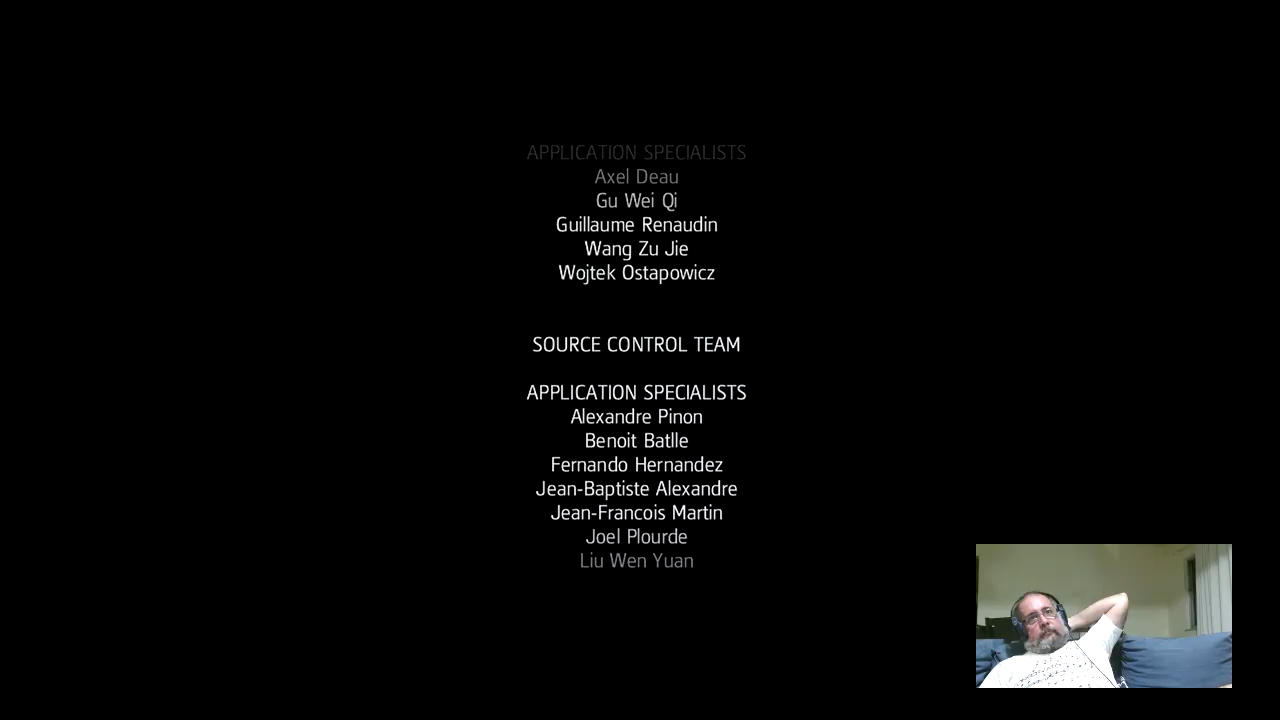 APPLICATION SPECIALISTS
Axel Deau
Gu Wei Qi
Guillaume Renaudin
Wang Zu Jie
Wojtek Ostapowicz
SOURCE CONTROL TEAM
APPLICATION SPECIALISTS
Alexandre Pinon
Benoit Batlle
Fernando Hernandez
Jean-Baptiste Alexandre
Jean-Francois Martin
Joel Plourde
Liu Wen Yuan